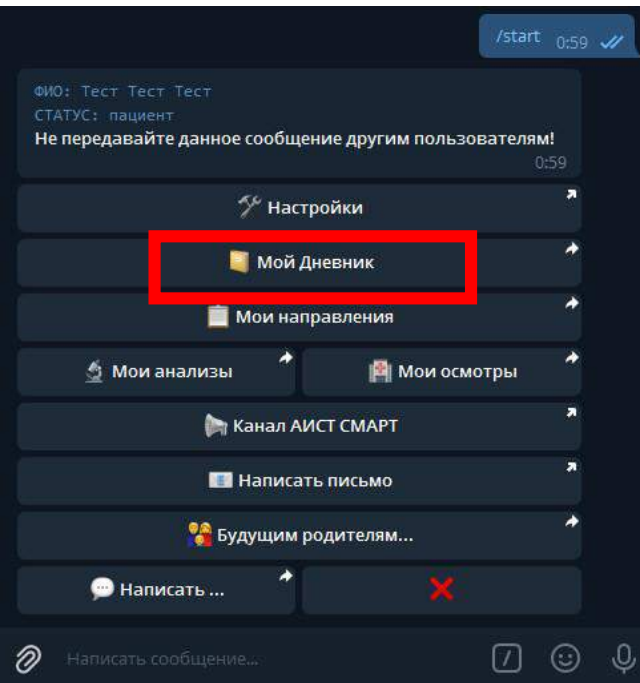 /start 0:59
ФИО: Тест Тест Тест
СТАТУС: пациент
Не передавайте данное сообщение другим пользователям!
0:59
Настройки
Мой Дневник
Мои направления
Мои анализы
Мои осмотры
Канал АИСТ СМАРТ
Написать письмо
Будущим родителям...
Написать ...
Написать сообщение...